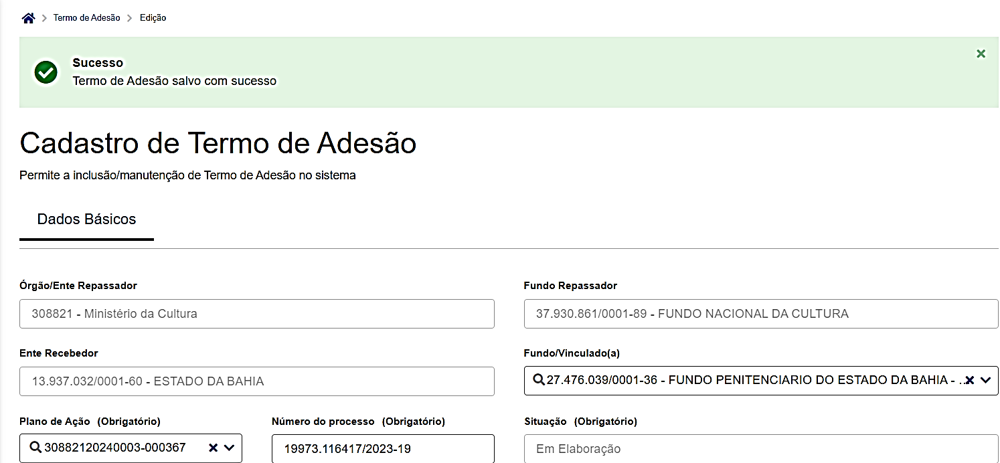 Termo de Adesão Edição
Sucesso
Termo de Adesão salvo com sucesso
Cadastro de Termo de Adesão
Permite a inclusão/manutenção de Termo de Adesão no sistema
Dados Básicos
Órgão/Ente Repassador
308821 - Ministério da Cultura
Fundo Repassador
37.930.861/0001-89 - FUNDO NACIONAL DA CULTURA
Ente Recebedor
13.937.032/0001-60 - ESTADO DA BAHIA
Fundo/Vinculado(a)
27.476.039/0001-36 - FUNDO PENITENCIARIO DO ESTADO DA BAHIA - ...
Plano de Ação (Obrigatório)
30882120240003-000367
Número do processo (Obrigatório)
19973.116417/2023-19
Situação (Obrigatório)
Em Elaboração